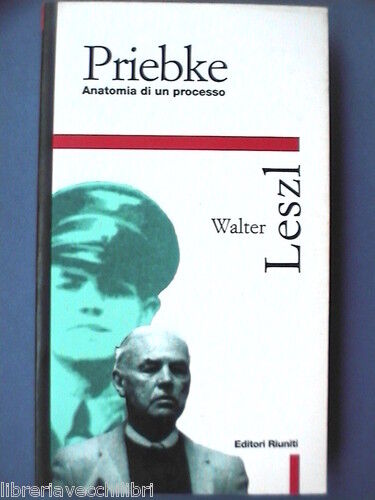 Priebke
Anatomia di un processo
Walter
Leszl
Editori Riuniti
libreriavecchilibri